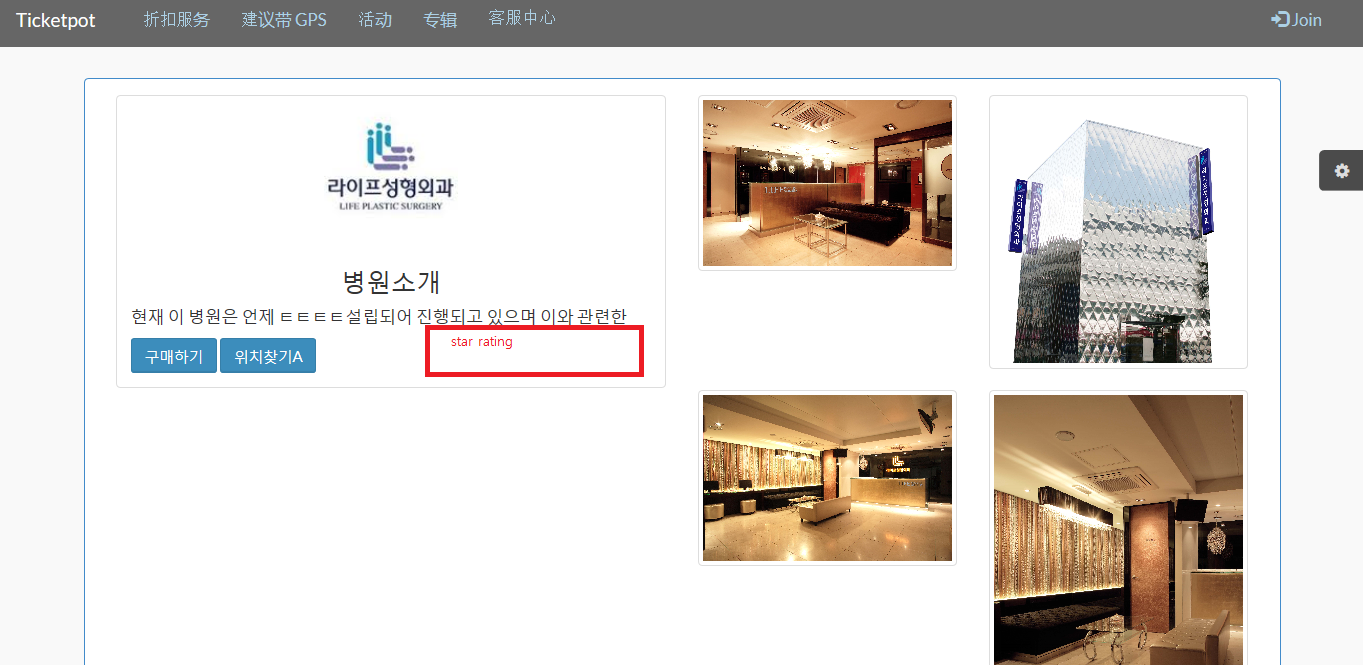 Ticketpot 折扣服务 建议带 GPS 活动 专辑 客服中心 Join
라이프성형외과
LIFE PLASTIC SURGERY
병원소개
현재 이 병원은 언제 ㅌㅌㅌㅌ설립되어 진행되고 있으며 이와 관련한
star rating
구매하기 위치찾기A